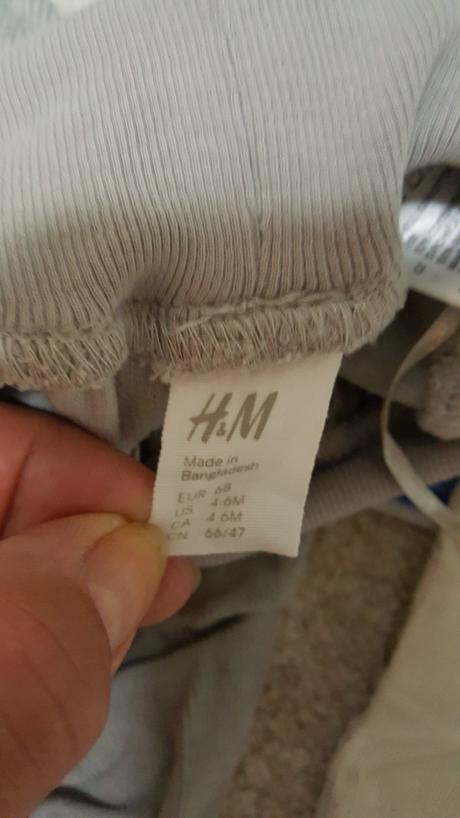 H&M
Made in
Bangladesh
EUR 68
US 4-6M
CA 4-6M
CN 66/47